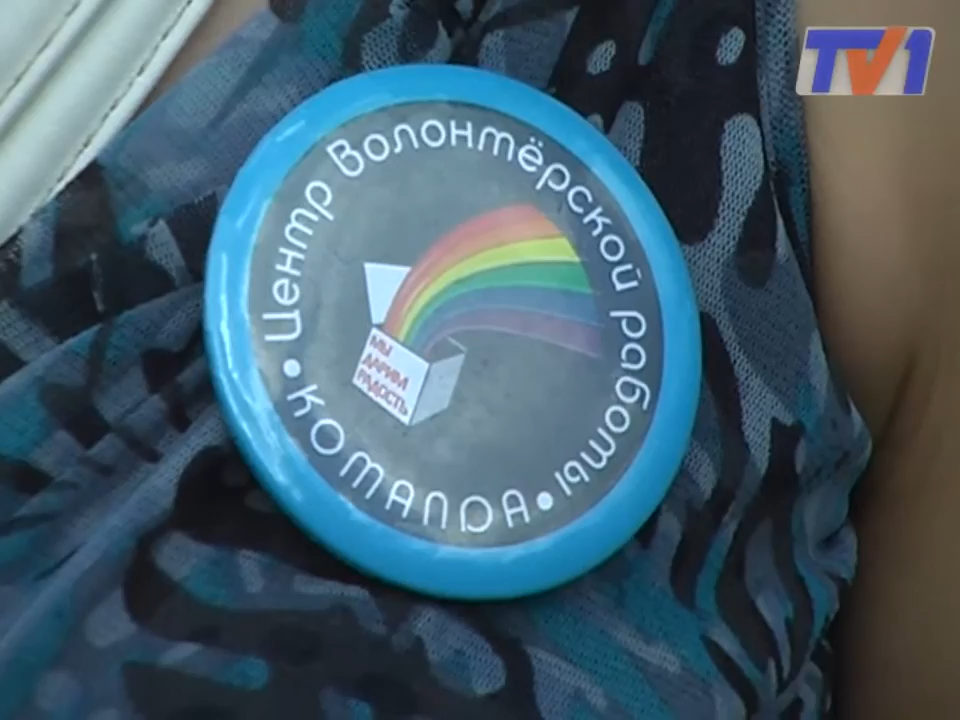 TV1
Центр Волонтёрской работы
• КОМАНДА •
МЫ
ДАРИМ
РАДОСТЬ